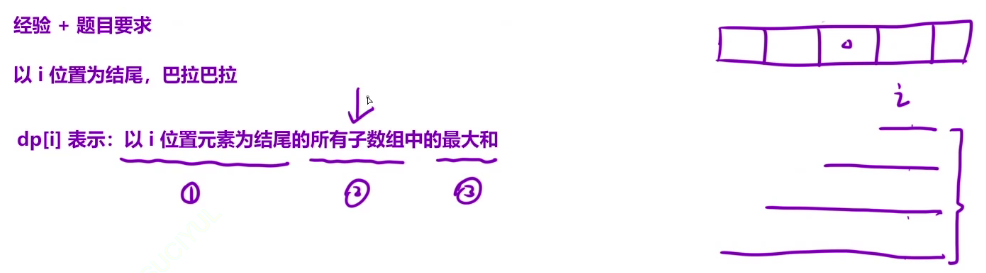 经验 + 题目要求
以 i 位置为结尾，巴拉巴拉
dp[i] 表示：以 i 位置元素为结尾的所有子数组中的最大和
① ② ③
0
i